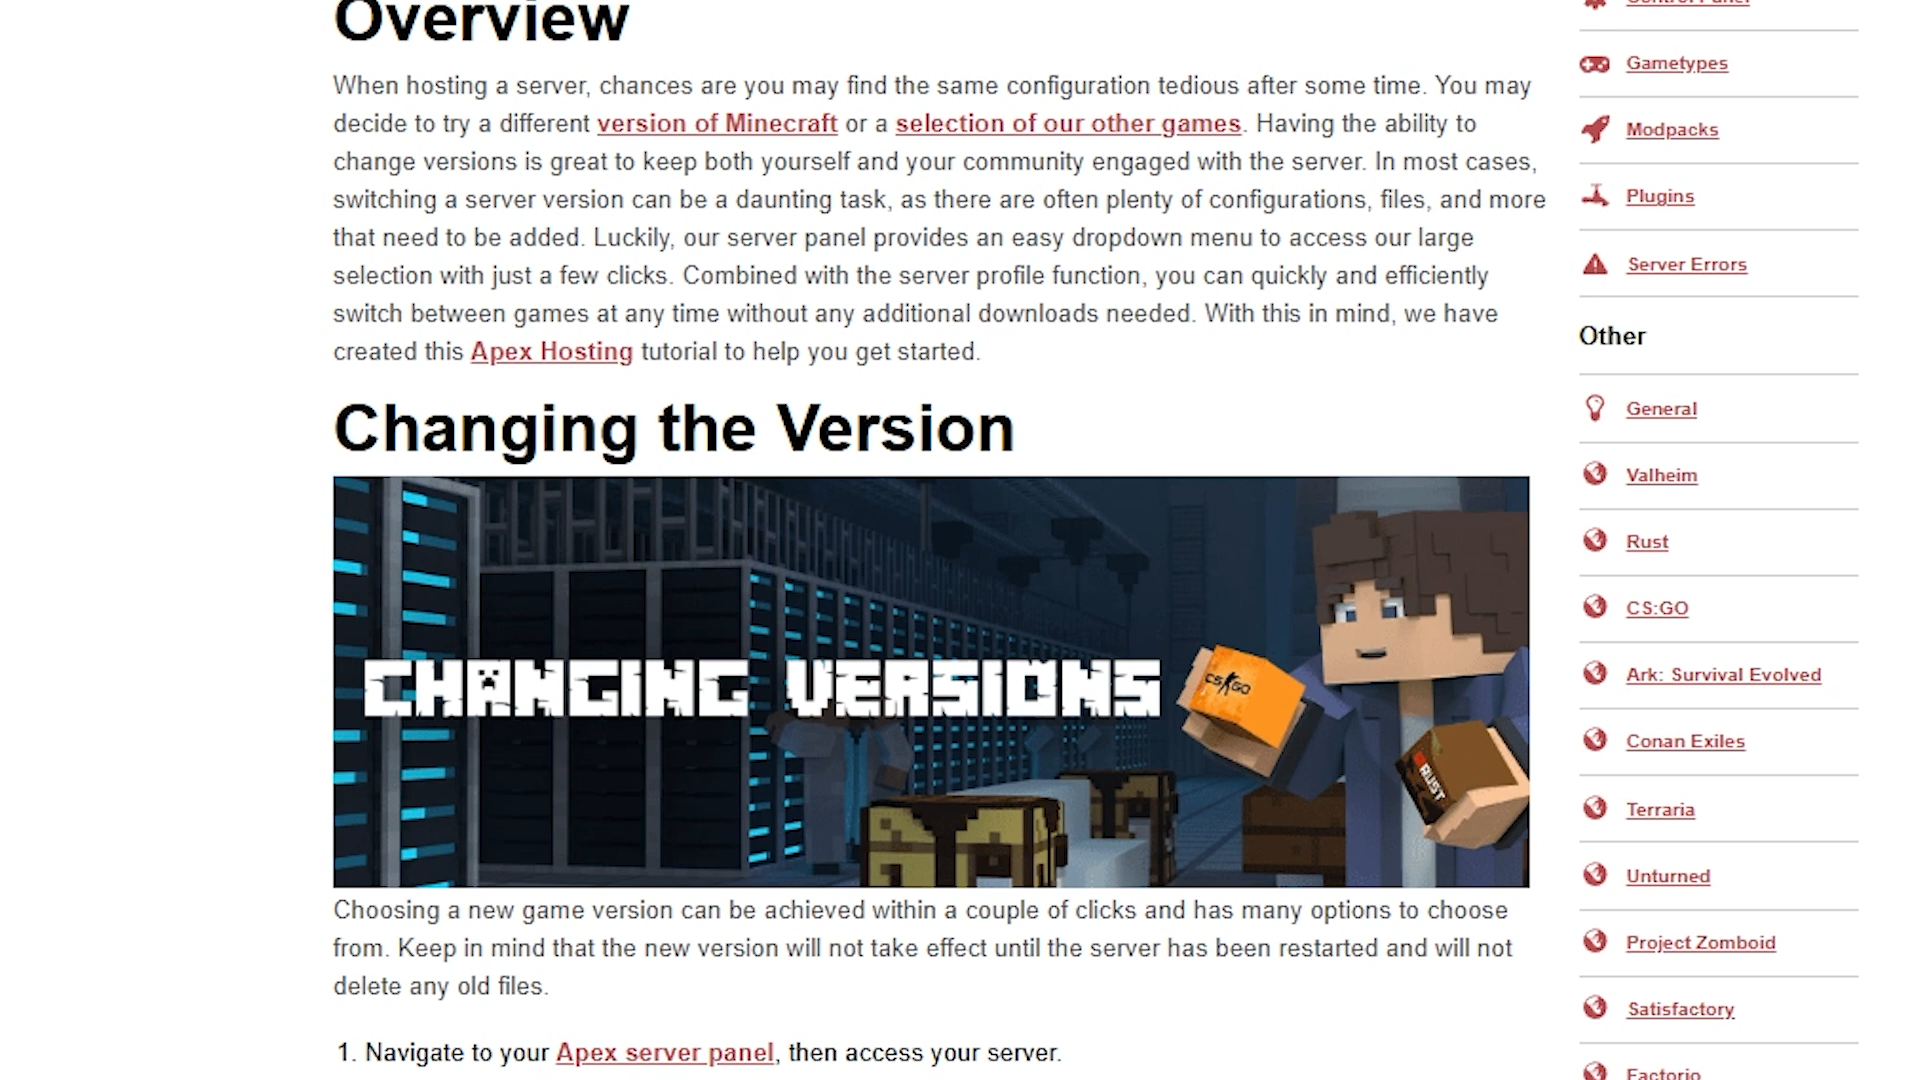 Overview
When hosting a server, chances are you may find the same configuration tedious after some time. You may
decide to try a different version of Minecraft or a selection of our other games. Having the ability to
change versions is great to keep both yourself and your community engaged with the server. In most cases,
switching a server version can be a daunting task, as there are often plenty of configurations, files, and more
that need to be added. Luckily, our server panel provides an easy dropdown menu to access our large
selection with just a few clicks. Combined with the server profile function, you can quickly and efficiently
switch between games at any time without any additional downloads needed. With this in mind, we have
created this Apex Hosting tutorial to help you get started.
Changing the Version
CHANGING VERSIONS
CS GO
RUST
Choosing a new game version can be achieved within a couple of clicks and has many options to choose
from. Keep in mind that the new version will not take effect until the server has been restarted and will not
delete any old files.
1. Navigate to your Apex server panel, then access your server.
Control Panel
Gametypes
Modpacks
Plugins
Server Errors
Other
General
Valheim
Rust
CS:GO
Ark: Survival Evolved
Conan Exiles
Terraria
Unturned
Project Zomboid
Satisfactory
Factorio